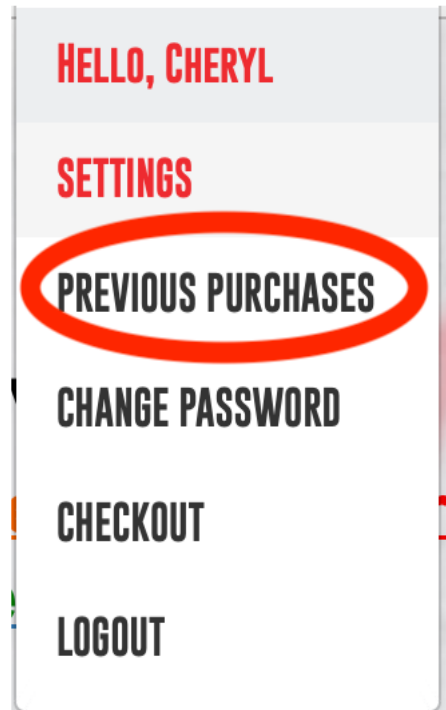 HELLO, CHERYL
SETTINGS
PREVIOUS PURCHASES
CHANGE PASSWORD
CHECKOUT
LOGOUT